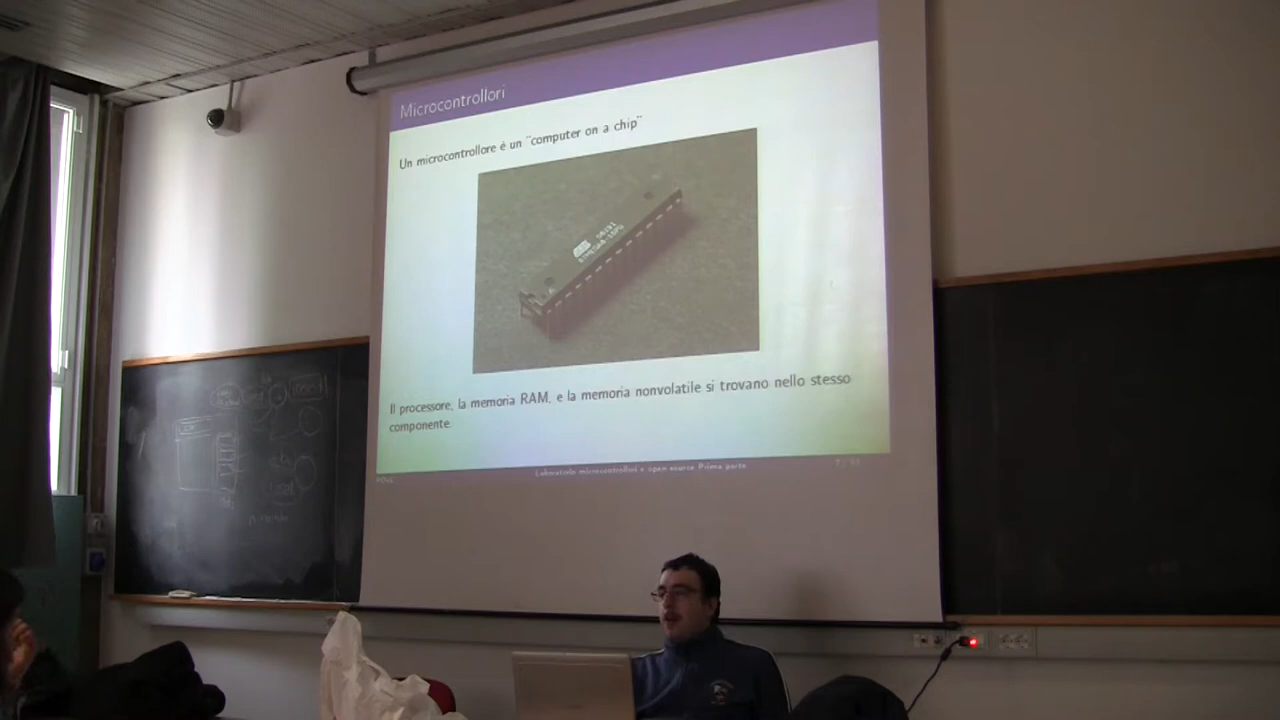 Microcontrollori
Un microcontrollore é un "computer on a chip"
Il processore, la memoria RAM, e la memoria nonvolatile si trovano nello stesso
componente.
Laboratorio microcontrollori e open source Prima parte